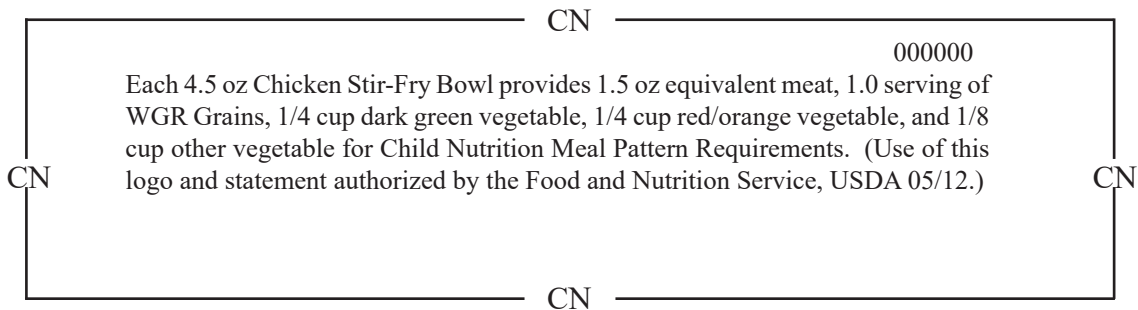 CN
000000
Each 4.5 oz Chicken Stir-Fry Bowl provides 1.5 oz equivalent meat, 1.0 serving of
WGR Grains, 1/4 cup dark green vegetable, 1/4 cup red/orange vegetable, and 1/8
cup other vegetable for Child Nutrition Meal Pattern Requirements.  (Use of this
CN logo and statement authorized by the Food and Nutrition Service, USDA 05/12.) CN
CN